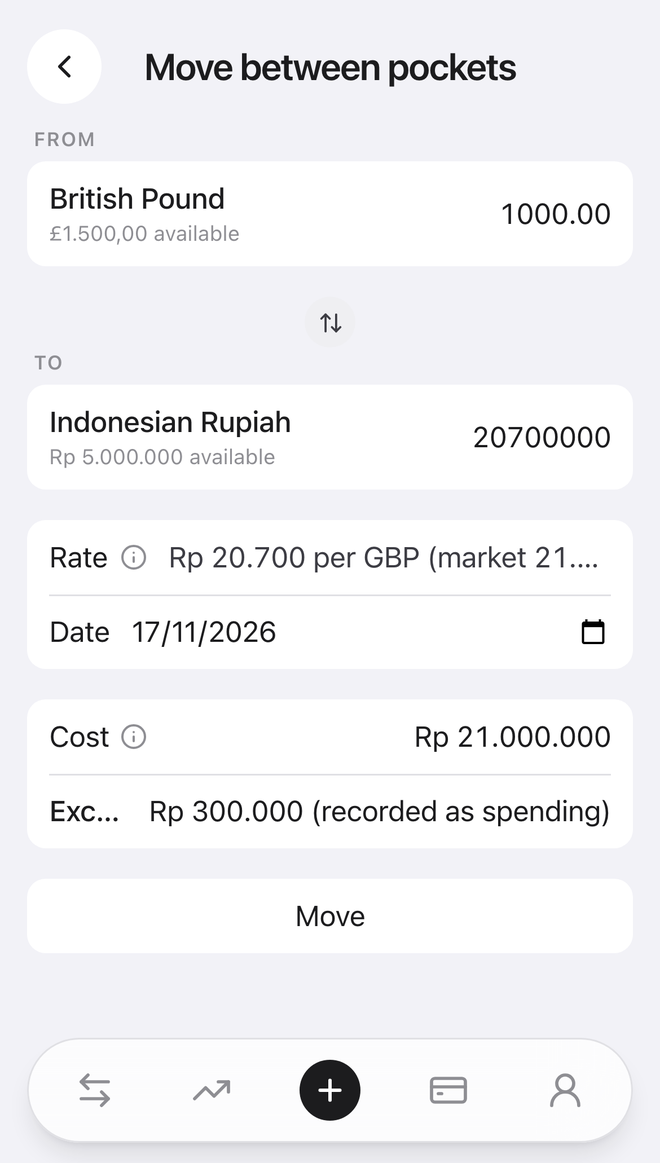 Move between pockets
FROM
British Pound
£1.500,00 available
1000.00
TO
Indonesian Rupiah
Rp 5.000.000 available
20700000
Rate Rp 20.700 per GBP (market 21....
Date 17/11/2026
Cost Rp 21.000.000
Exc... Rp 300.000 (recorded as spending)
Move